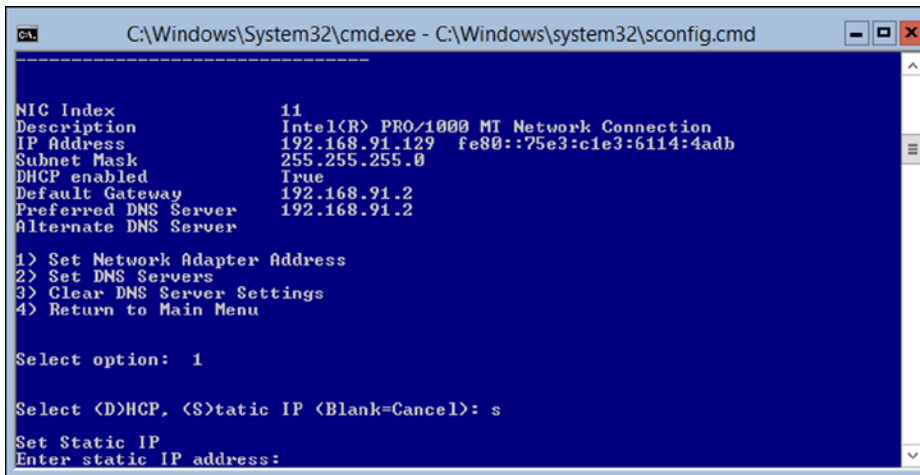 C:\Windows\System32\cmd.exe - C:\Windows\system32\sconfig.cmd
--------------------------------
NIC Index 11
Description Intel(R) PRO/1000 MT Network Connection
IP Address 192.168.91.129 fe80::75e3:c1e3:6114:4adb
Subnet Mask 255.255.255.0
DHCP enabled True
Default Gateway 192.168.91.2
Preferred DNS Server 192.168.91.2
Alternate DNS Server
1) Set Network Adapter Address
2) Set DNS Servers
3) Clear DNS Server Settings
4) Return to Main Menu
Select option: 1
Select (D)HCP, (S)tatic IP (Blank=Cancel): s
Set Static IP
Enter static IP address: